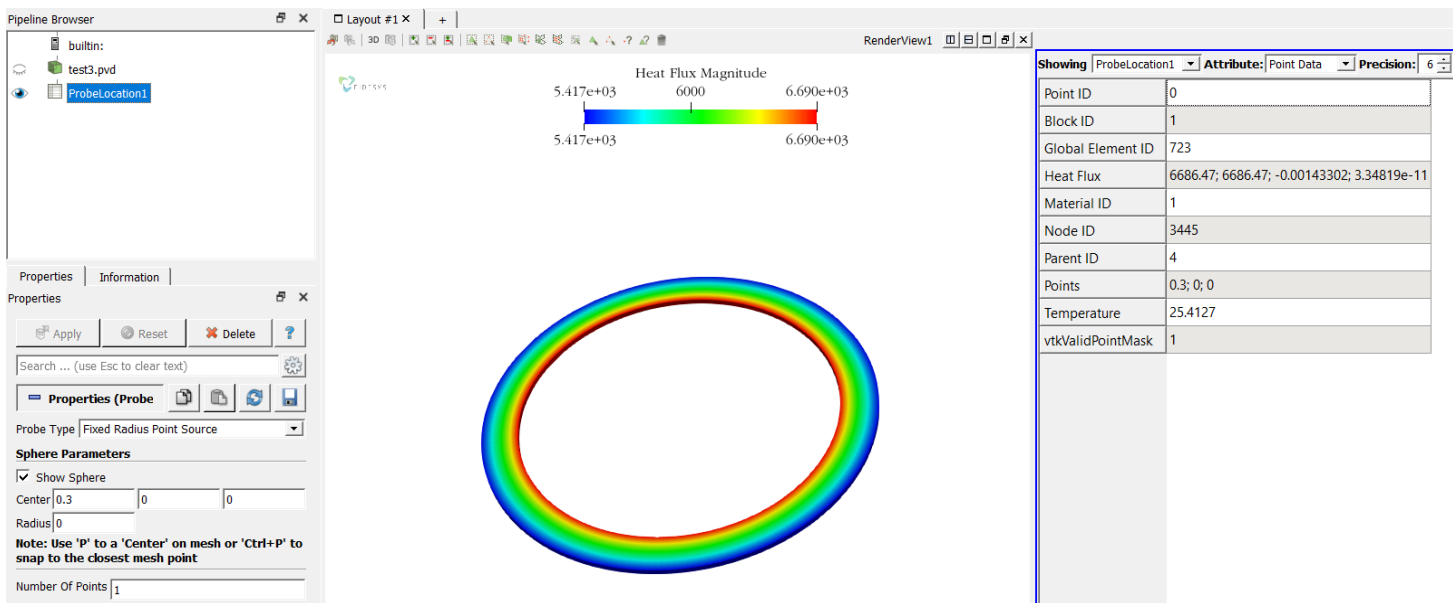 Pipeline Browser
builtin:
test3.pvd
ProbeLocation1
Properties
Information
Properties
Apply
Reset
Delete
?
Search ... (use Esc to clear text)
Properties (Probe
Probe Type Fixed Radius Point Source
Sphere Parameters
Show Sphere
Center 0.3 0 0
Radius 0
Note: Use 'P' to a 'Center' on mesh or 'Ctrl+P' to
snap to the closest mesh point
Number Of Points 1
Layout #1
+
3D
RenderView1
Heat Flux Magnitude
5.417e+03 6000 6.690e+03
5.417e+03 6.690e+03
Showing ProbeLocation1 Attribute: Point Data Precision: 6
Point ID 0
Block ID 1
Global Element ID 723
Heat Flux 6686.47; 6686.47; -0.00143302; 3.34819e-11
Material ID 1
Node ID 3445
Parent ID 4
Points 0.3; 0; 0
Temperature 25.4127
vtkValidPointMask 1